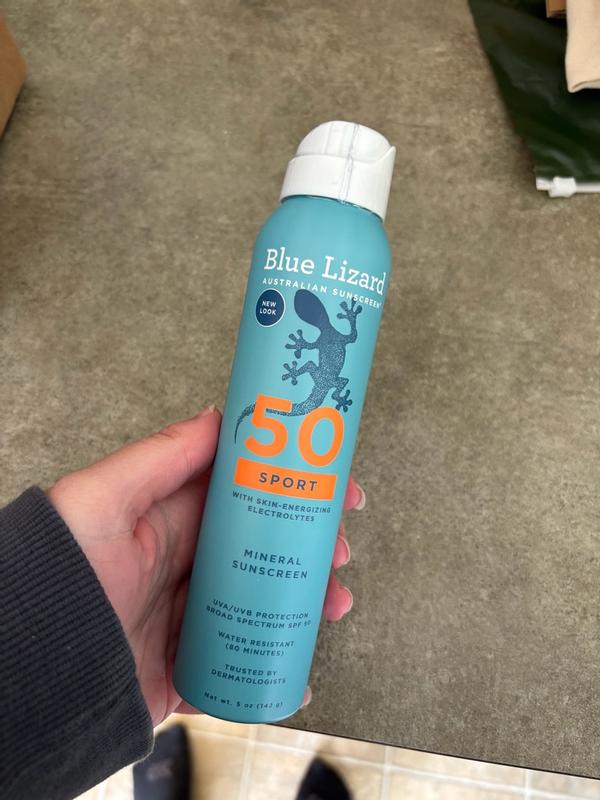 Blue Lizard
AUSTRALIAN SUNSCREEN
NEW
LOOK
50
SPORT
WITH SKIN-ENERGIZING
ELECTROLYTES
MINERAL
SUNSCREEN
UVA/UVB PROTECTION
BROAD SPECTRUM SPF 50
WATER RESISTANT
(80 MINUTES)
TRUSTED BY
DERMATOLOGISTS
Net wt. 5 oz (142 g)